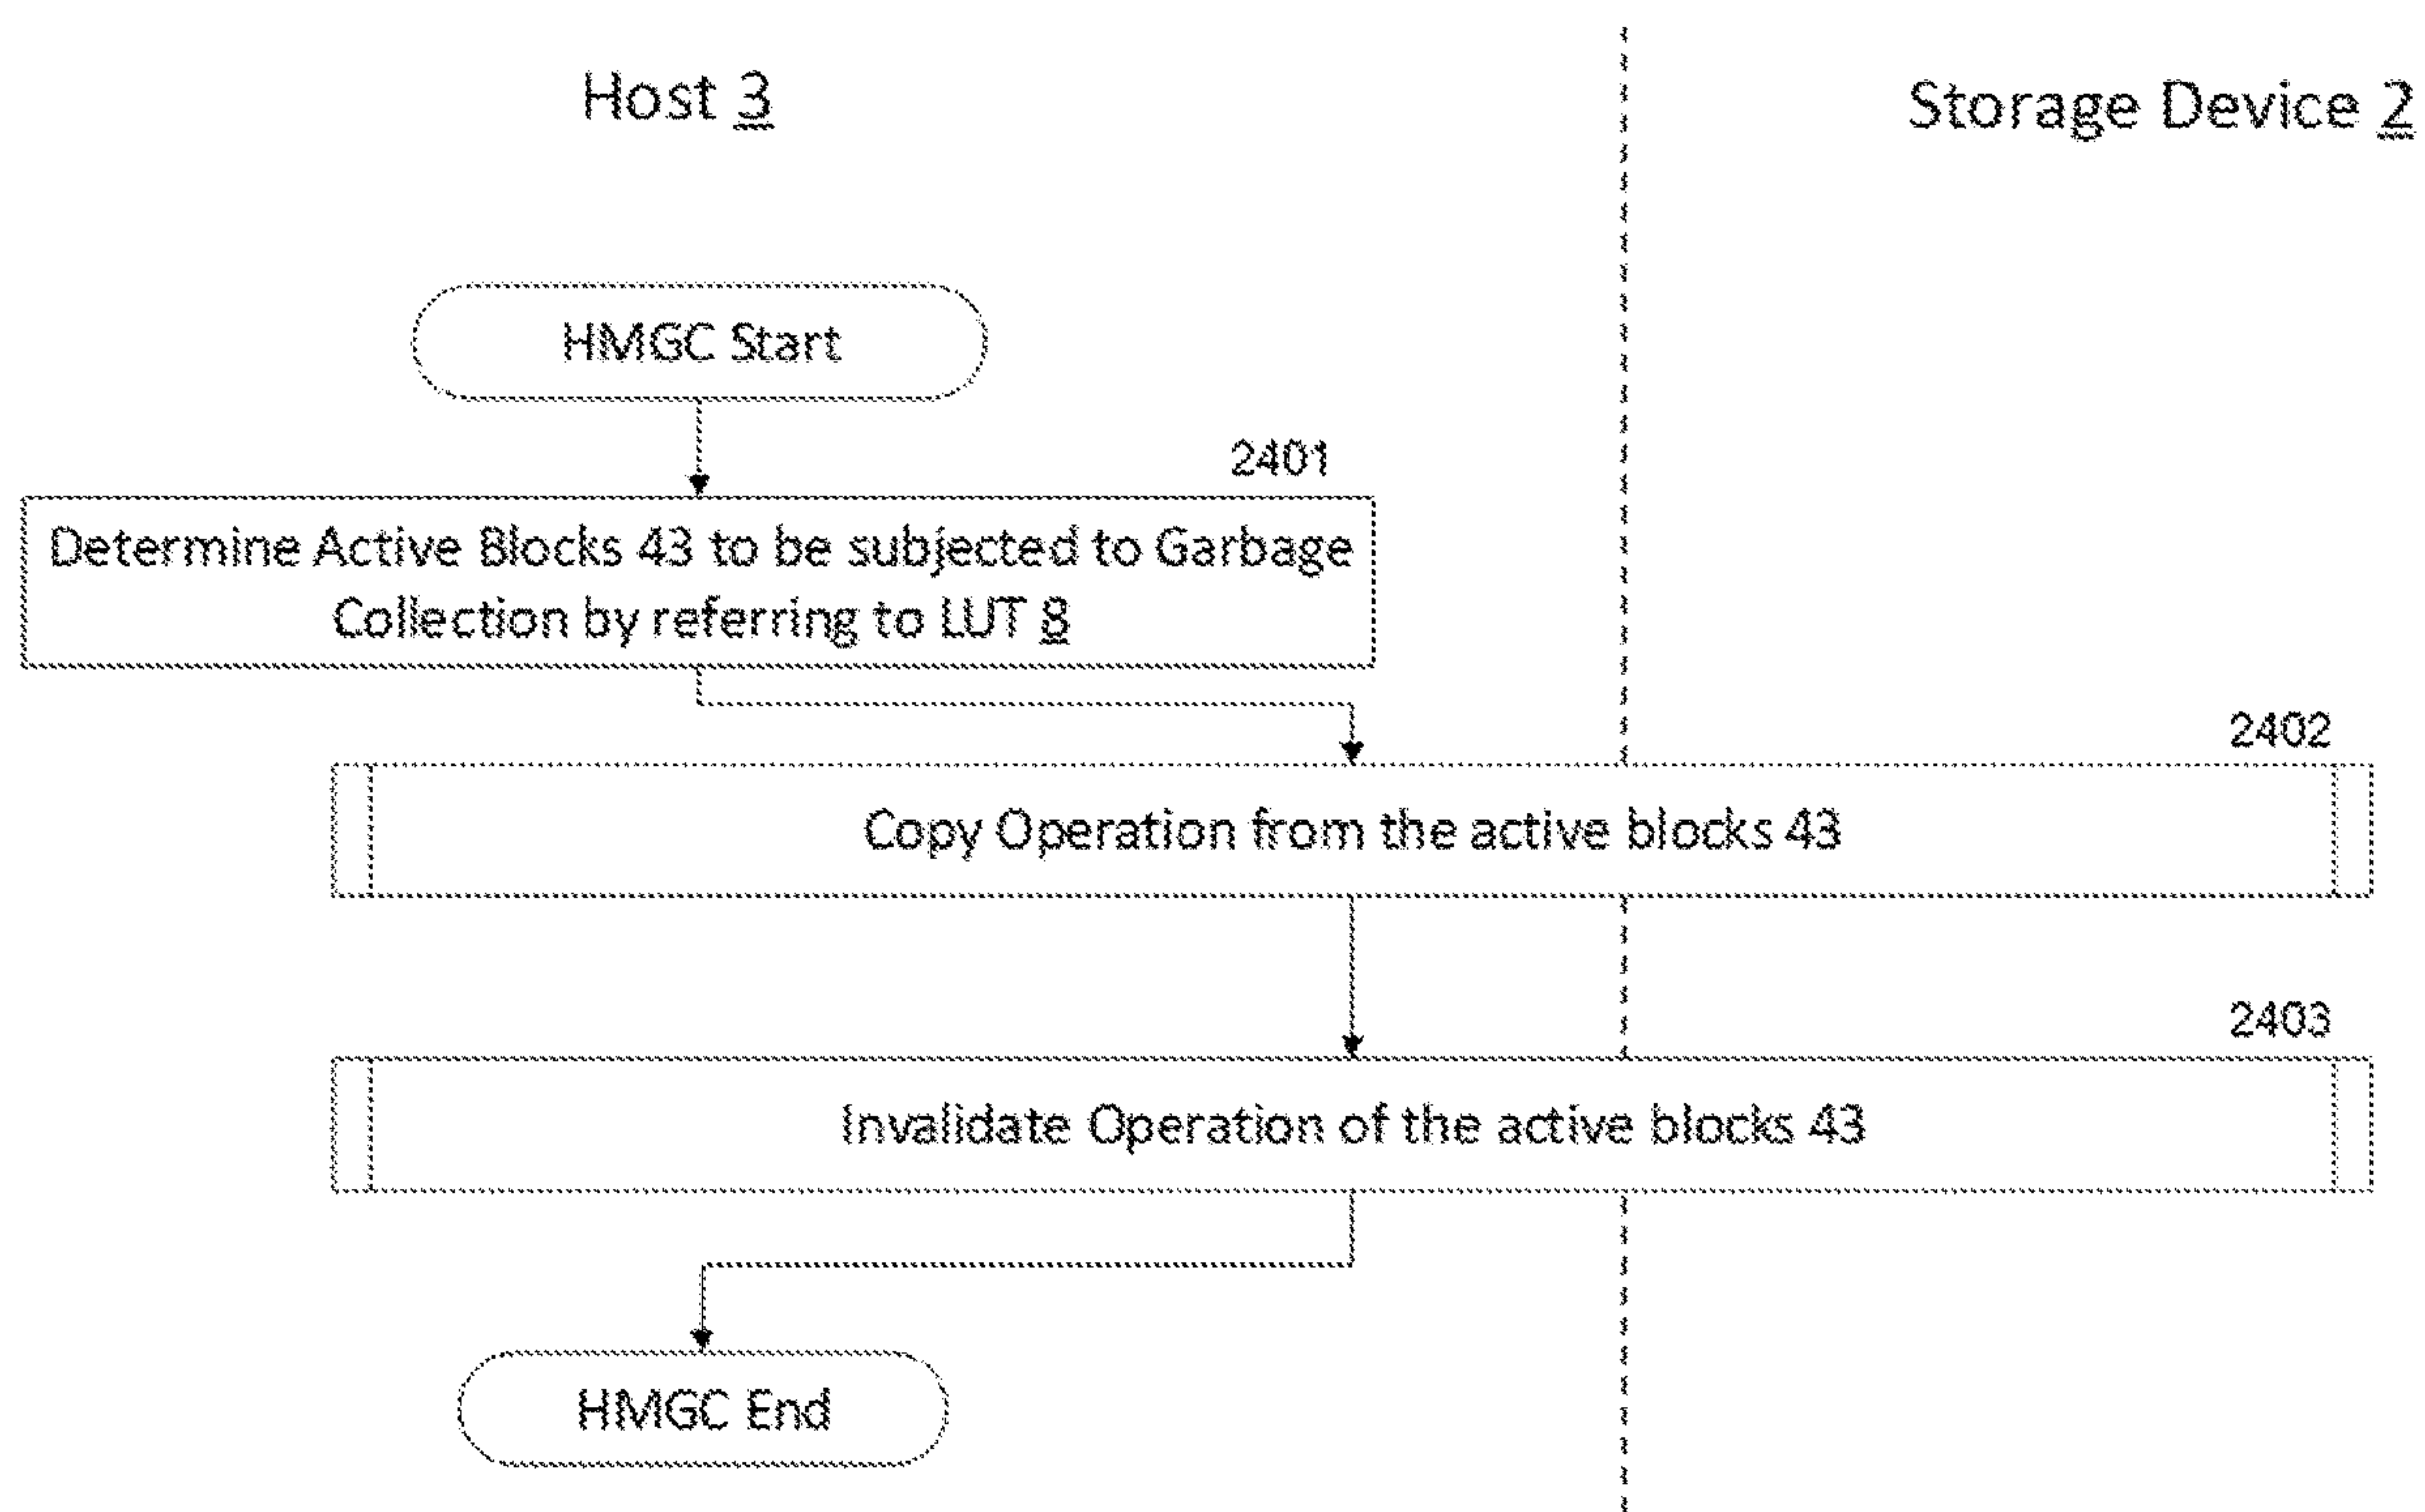 Host 3
Storage Device 2
HMGC Start
2401
Determine Active Blocks 43 to be subjected to Garbage
Collection by referring to LUT 8
2402
Copy Operation from the active blocks 43
2403
Invalidate Operation of the active blocks 43
HMGC End